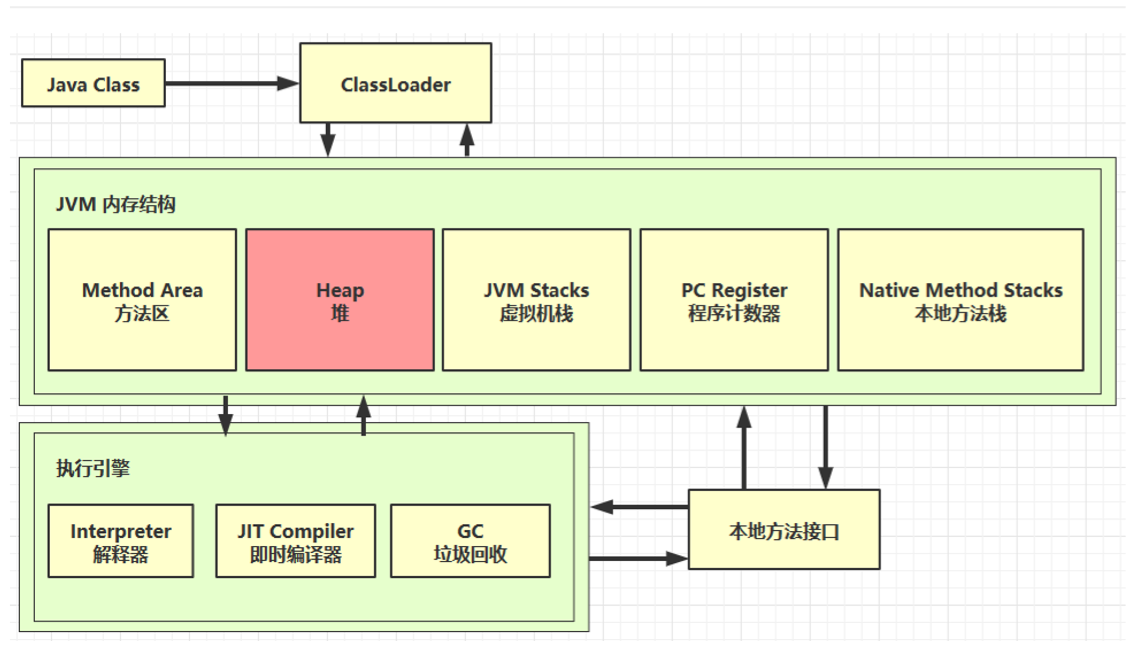 Java Class
ClassLoader
JVM 内存结构
Method Area
方法区
Heap
堆
JVM Stacks
虚拟机栈
PC Register
程序计数器
Native Method Stacks
本地方法栈
执行引擎
Interpreter
解释器
JIT Compiler
即时编译器
GC
垃圾回收
本地方法接口